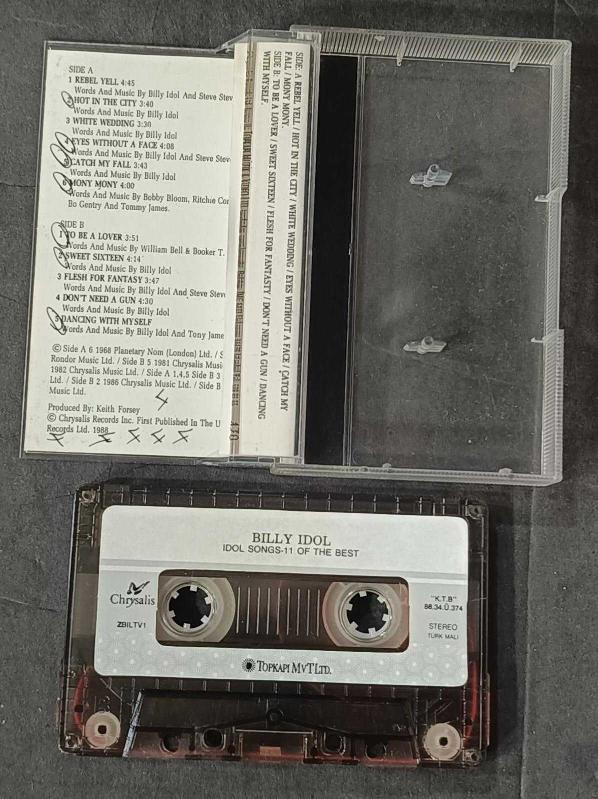 SIDE A
1 REBEL YELL 4:45
Words And Music By Billy Idol And Steve Stev
2 HOT IN THE CITY 3:40
Words And Music By Billy Idol
3 WHITE WEDDING 3:30
Words And Music By Billy Idol
4 EYES WITHOUT A FACE 4:08
Words And Music By Billy Idol And Steve Stev
5 CATCH MY FALL 3:43
Words And Music By Billy Idol
6 MONY MONY 4:00
Words And Music By Bobby Bloom, Ritchie Cor
Bo Gentry And Tommy James.
SIDE B
1 TO BE A LOVER 3:51
Words And Music By William Bell & Booker T.
2 SWEET SIXTEEN 4:14
Words And Music By Billy Idol
3 FLESH FOR FANTASY 3:47
Words And Music By Billy Idol And Steve Stev
4 DON'T NEED A GUN 4:30
Words And Music By Billy Idol
5 DANCING WITH MYSELF
Words And Music By Billy Idol And Tony Jame
© Side A 6 1968 Planetary Nom (London) Ltd. / S
Rondor Music Ltd. / Side B 5 1981 Chrysalis Musi
1982 Chrysalis Music Ltd. / Side A 1,4,5 Side B 3
Ltd. / Side B 2 1986 Chrysalis Music Ltd. / Side B
Music Ltd.
4
Produced By: Keith Forsey
© Chrysalis Records Inc. First Published In The U
Records Ltd. 1988
SIDE: A REBEL YELL / HOT IN THE CITY / WHITE WEDDING / EYES WITHOUT A FACE / CATCH MY
FALL / MONY MONY.
SIDE B: TO BE A LOVER / SWEET SIXTEEN / FLESH FOR FANTASTY / DON'T NEED A GUN / DANCING
WITH MYSELF.
BILLY IDOL
IDOL SONGS-11 OF THE BEST
Chrysalis
ZBILTV1
"K.T.B"
88.34.Ü.374
STEREO
TÜRK MALI
TOPKAPI MVT LTD.